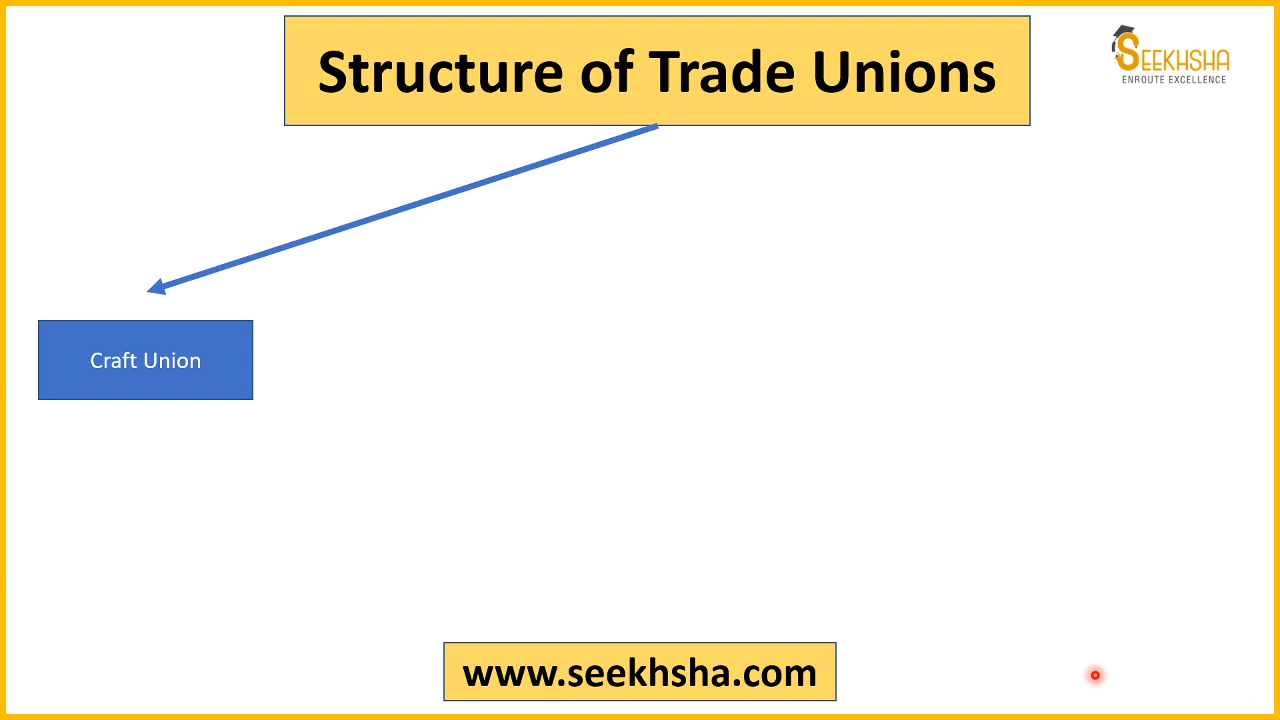 Structure of Trade Unions
SEEKHSHA
ENROUTE EXCELLENCE
Craft Union
www.seekhsha.com